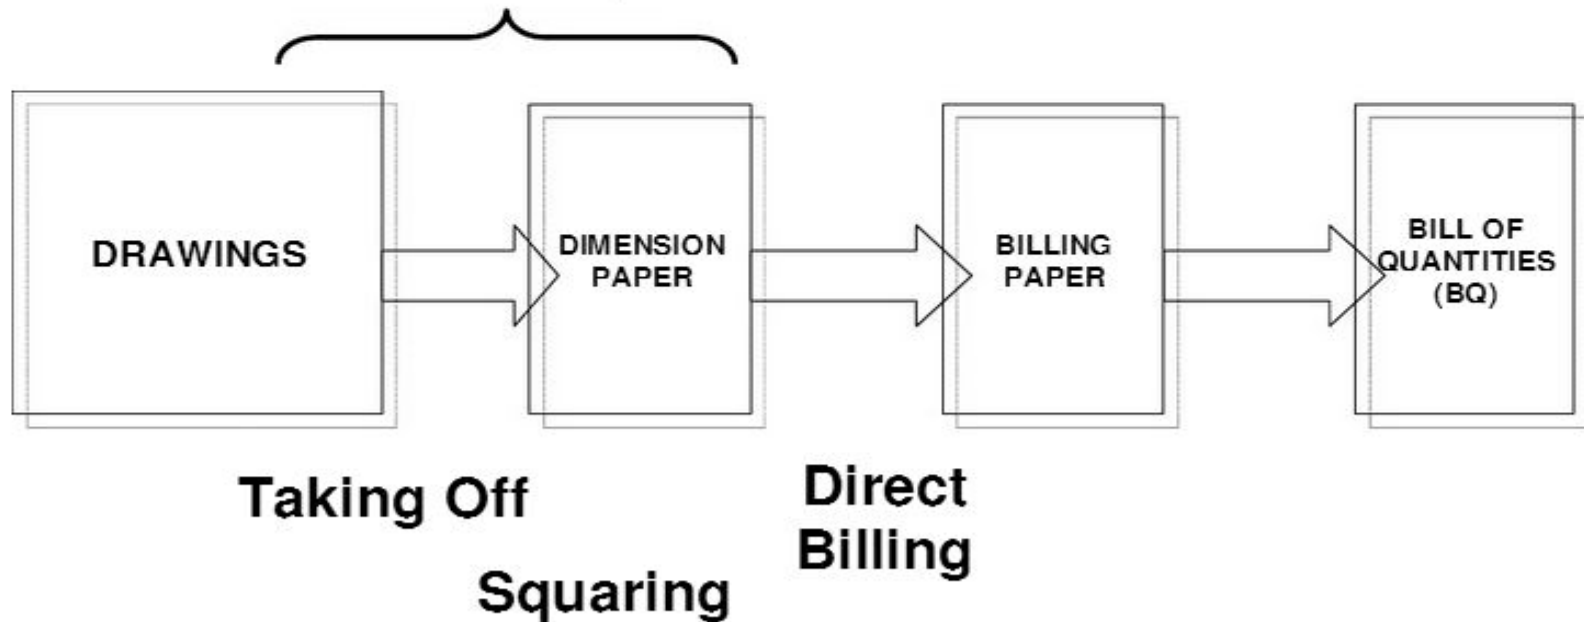 DRAWINGS
DIMENSION
PAPER
BILLING
PAPER
BILL OF
QUANTITIES
(BQ)
Taking Off
Squaring
Direct
Billing